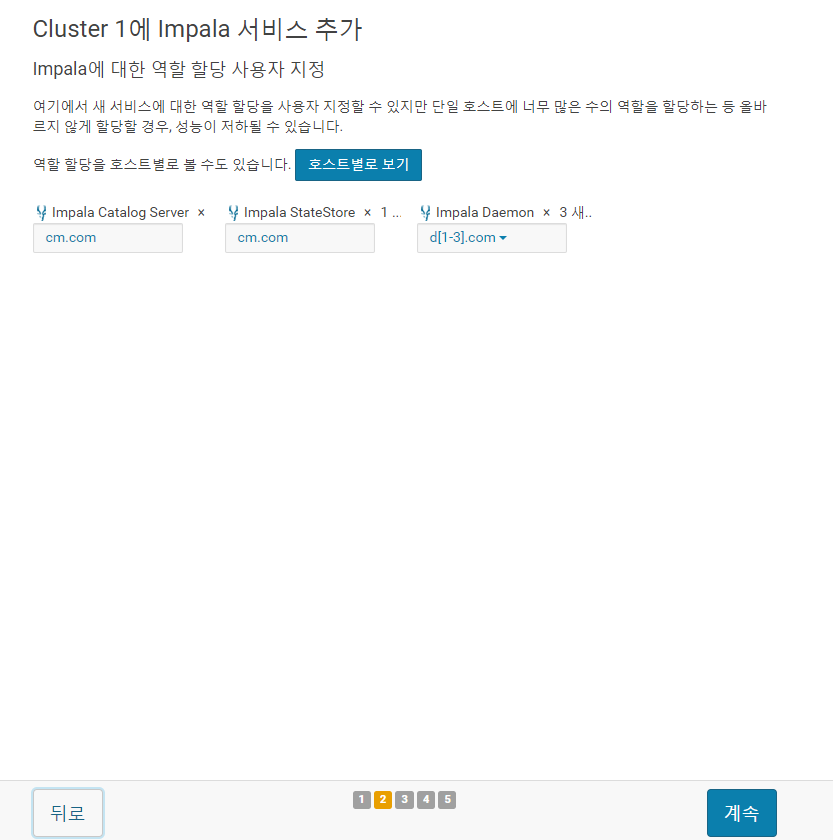 Cluster 1에 Impala 서비스 추가
Impala에 대한 역할 할당 사용자 지정
여기에서 새 서비스에 대한 역할 할당을 사용자 지정할 수 있지만 단일 호스트에 너무 많은 수의 역할을 할당하는 등 올바
르지 않게 할당할 경우, 성능이 저하될 수 있습니다.
역할 할당을 호스트별로 볼 수도 있습니다. 호스트별로 보기
Impala Catalog Server × Impala StateStore × 1 ... Impala Daemon × 3 새..
cm.com cm.com d[1-3].com
뒤로 1 2 3 4 5 계속